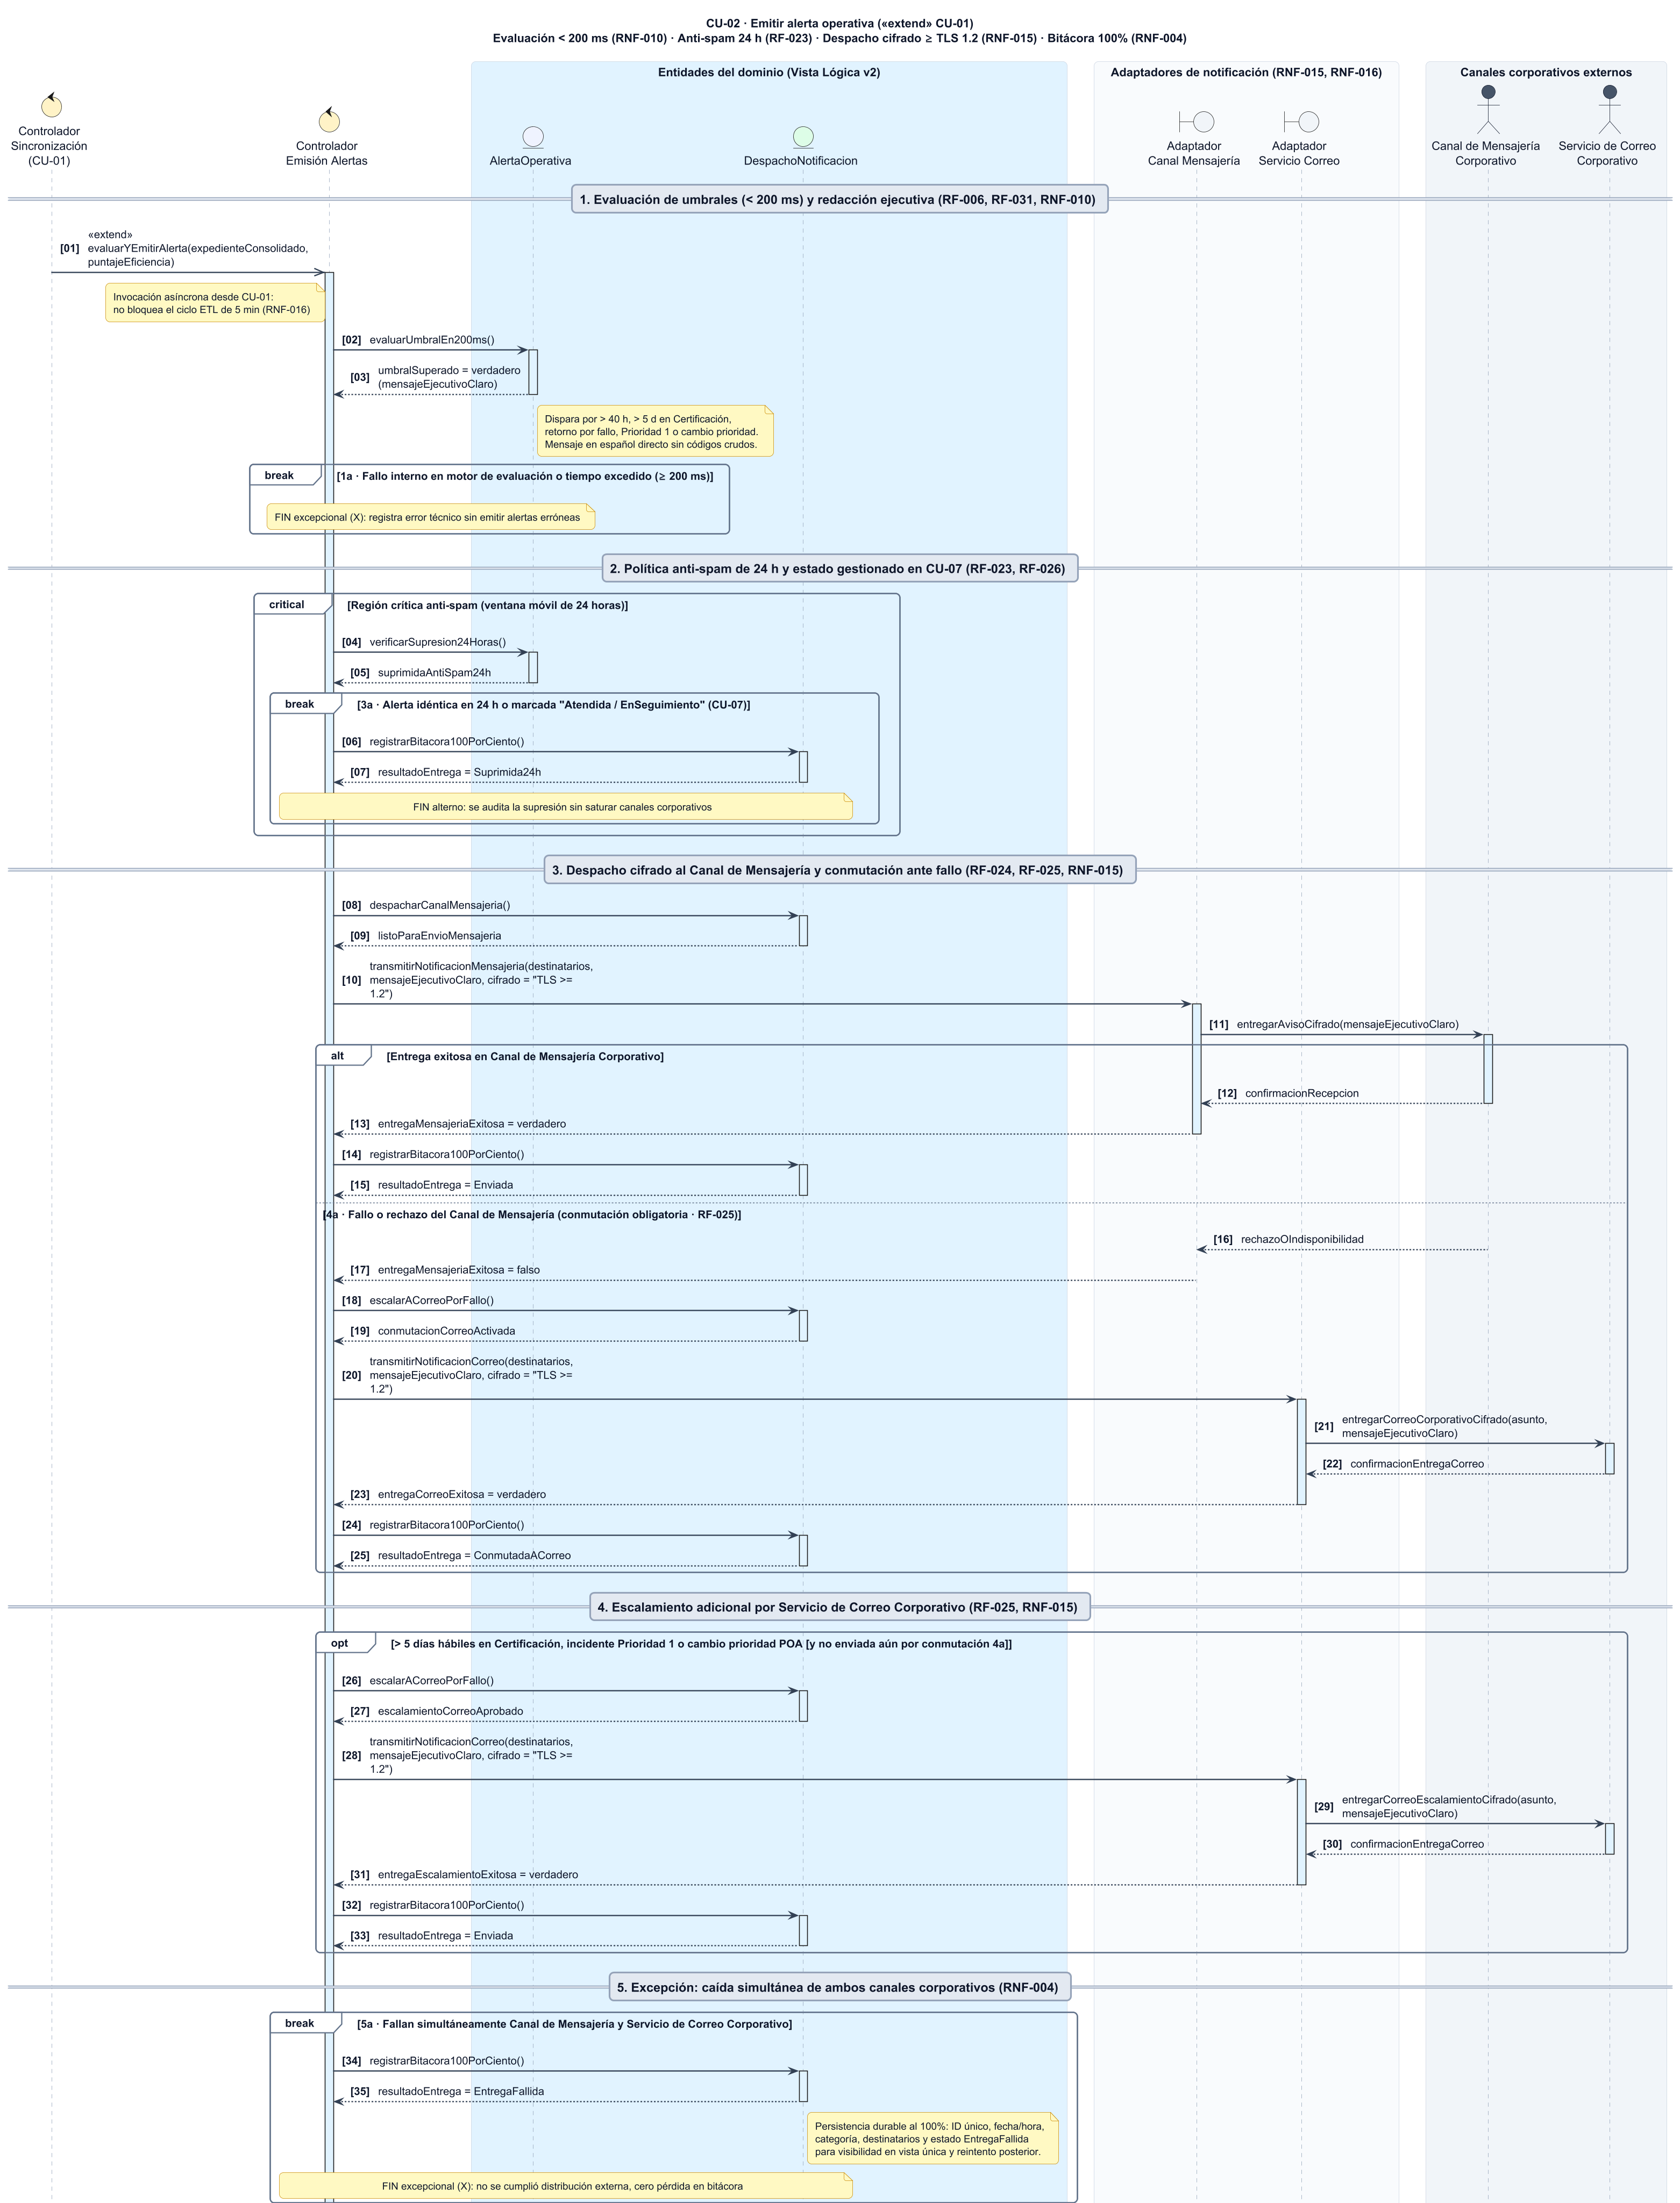 CU-02 · Emitir alerta operativa («extend» CU-01)
Evaluación < 200 ms (RNF-010) · Anti-spam 24 h (RF-023) · Despacho cifrado ≥ TLS 1.2 (RNF-015) · Bitácora 100% (RNF-004)
Entidades del dominio (Vista Lógica v2)
Adaptadores de notificación (RNF-015, RNF-016)
Canales corporativos externos
Controlador
Sincronización
(CU-01)
Controlador
Emisión Alertas
AlertaOperativa
DespachoNotificacion
Adaptador
Canal Mensajería
Adaptador
Servicio Correo
Canal de Mensajería
Corporativo
Servicio de Correo
Corporativo
1. Evaluación de umbrales (< 200 ms) y redacción ejecutiva (RF-006, RF-031, RNF-010)
«extend»
[01] evaluarYEmitirAlerta(expedienteConsolidado,
puntajeEficiencia)
Invocación asíncrona desde CU-01:
no bloquea el ciclo ETL de 5 min (RNF-016)
[02] evaluarUmbralEn200ms()
[03] umbralSuperado = verdadero
(mensajeEjecutivoClaro)
Dispara por > 40 h, > 5 d en Certificación,
retorno por fallo, Prioridad 1 o cambio prioridad.
Mensaje en español directo sin códigos crudos.
break [1a · Fallo interno en motor de evaluación o tiempo excedido (≥ 200 ms)]
FIN excepcional (X): registra error técnico sin emitir alertas erróneas
2. Política anti-spam de 24 h y estado gestionado en CU-07 (RF-023, RF-026)
critical [Región crítica anti-spam (ventana móvil de 24 horas)]
[04] verificarSupresion24Horas()
[05] suprimidaAntiSpam24h
break [3a · Alerta idéntica en 24 h o marcada "Atendida / EnSeguimiento" (CU-07)]
[06] registrarBitacora100PorCiento()
[07] resultadoEntrega = Suprimida24h
FIN alterno: se audita la supresión sin saturar canales corporativos
3. Despacho cifrado al Canal de Mensajería y conmutación ante fallo (RF-024, RF-025, RNF-015)
[08] despacharCanalMensajeria()
[09] listoParaEnvioMensajeria
transmitirNotificacionMensajeria(destinatarios,
[10] mensajeEjecutivoClaro, cifrado = "TLS >=
1.2")
[11] entregarAvisoCifrado(mensajeEjecutivoClaro)
alt [Entrega exitosa en Canal de Mensajería Corporativo]
[12] confirmacionRecepcion
[13] entregaMensajeriaExitosa = verdadero
[14] registrarBitacora100PorCiento()
[15] resultadoEntrega = Enviada
[4a · Fallo o rechazo del Canal de Mensajería (conmutación obligatoria · RF-025)]
[16] rechazoOIndisponibilidad
[17] entregaMensajeriaExitosa = falso
[18] escalarACorreoPorFallo()
[19] conmutacionCorreoActivada
transmitirNotificacionCorreo(destinatarios,
[20] mensajeEjecutivoClaro, cifrado = "TLS >=
1.2")
[21] entregarCorreoCorporativoCifrado(asunto,
mensajeEjecutivoClaro)
[22] confirmacionEntregaCorreo
[23] entregaCorreoExitosa = verdadero
[24] registrarBitacora100PorCiento()
[25] resultadoEntrega = ConmutadaACorreo
4. Escalamiento adicional por Servicio de Correo Corporativo (RF-025, RNF-015)
opt [> 5 días hábiles en Certificación, incidente Prioridad 1 o cambio prioridad POA [y no enviada aún por conmutación 4a]]
[26] escalarACorreoPorFallo()
[27] escalamientoCorreoAprobado
transmitirNotificacionCorreo(destinatarios,
[28] mensajeEjecutivoClaro, cifrado = "TLS >=
1.2")
[29] entregarCorreoEscalamientoCifrado(asunto,
mensajeEjecutivoClaro)
[30] confirmacionEntregaCorreo
[31] entregaEscalamientoExitosa = verdadero
[32] registrarBitacora100PorCiento()
[33] resultadoEntrega = Enviada
5. Excepción: caída simultánea de ambos canales corporativos (RNF-004)
break [5a · Fallan simultáneamente Canal de Mensajería y Servicio de Correo Corporativo]
[34] registrarBitacora100PorCiento()
[35] resultadoEntrega = EntregaFallida
Persistencia durable al 100%: ID único, fecha/hora,
categoría, destinatarios y estado EntregaFallida
para visibilidad en vista única y reintento posterior.
FIN excepcional (X): no se cumplió distribución externa, cero pérdida en bitácora